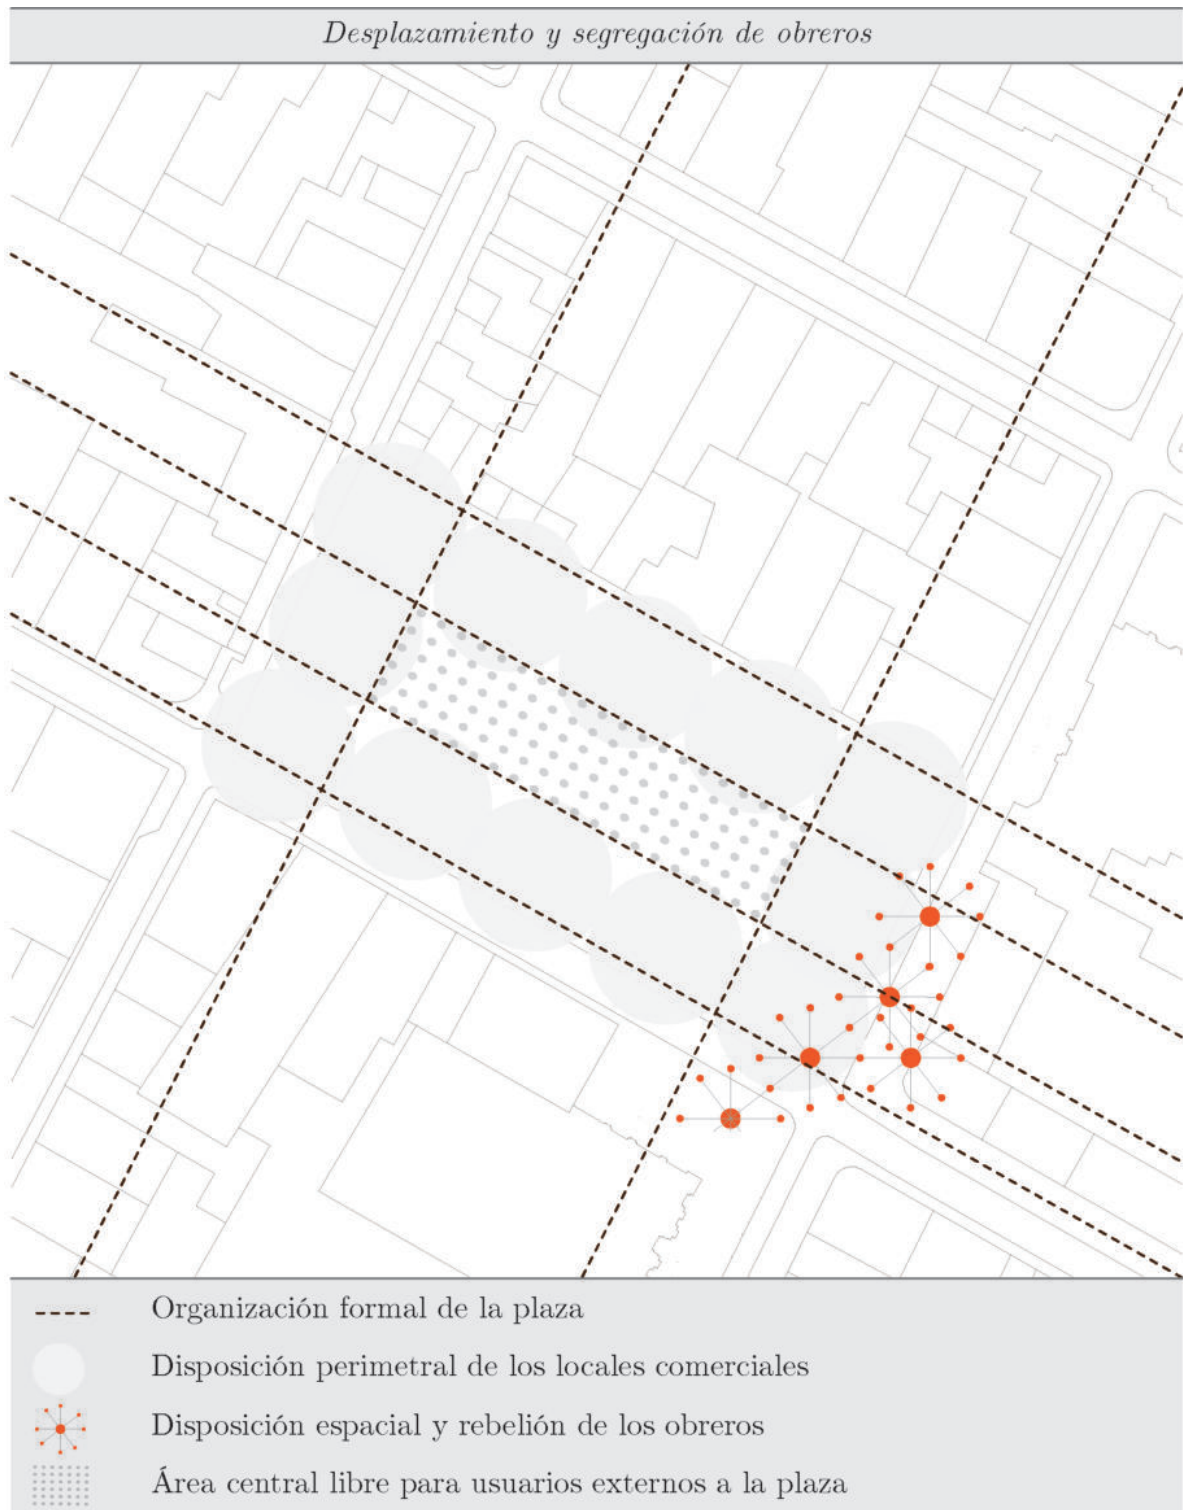 Desplazamiento y segregación de obreros
Organización formal de la plaza
Disposición perimetral de los locales comerciales
Disposición espacial y rebelión de los obreros
Área central libre para usuarios externos a la plaza